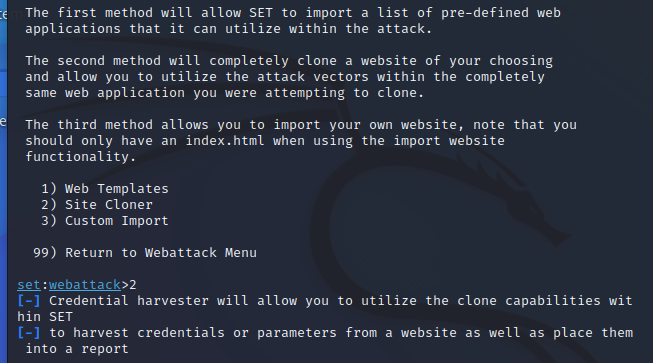 The first method will allow SET to import a list of pre-defined web
applications that it can utilize within the attack.
The second method will completely clone a website of your choosing
and allow you to utilize the attack vectors within the completely
same web application you were attempting to clone.
The third method allows you to import your own website, note that you
should only have an index.html when using the import website
functionality.
1) Web Templates
2) Site Cloner
3) Custom Import
99) Return to Webattack Menu
set:webattack>2
[-] Credential harvester will allow you to utilize the clone capabilities wit
hin SET
[-] to harvest credentials or parameters from a website as well as place them
into a report